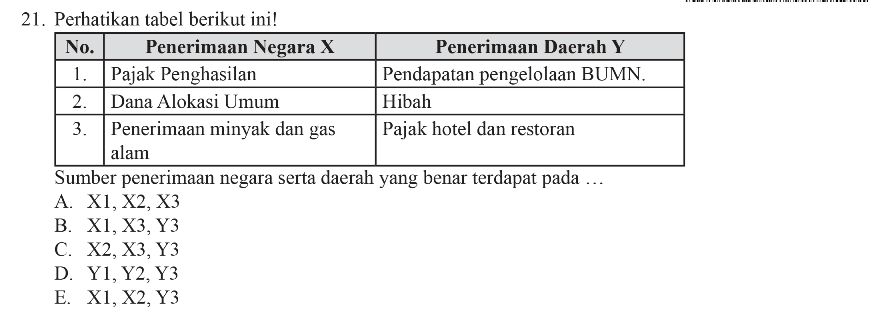 21. Perhatikan tabel berikut ini!
No. Penerimaan Negara X Penerimaan Daerah Y
1. Pajak Penghasilan Pendapatan pengelolaan BUMN.
2. Dana Alokasi Umum Hibah
3. Penerimaan minyak dan gas Pajak hotel dan restoran
alam
Sumber penerimaan negara serta daerah yang benar terdapat pada …
A. X1, X2, X3
B. X1, X3, Y3
C. X2, X3, Y3
D. Y1, Y2, Y3
E. X1, X2, Y3